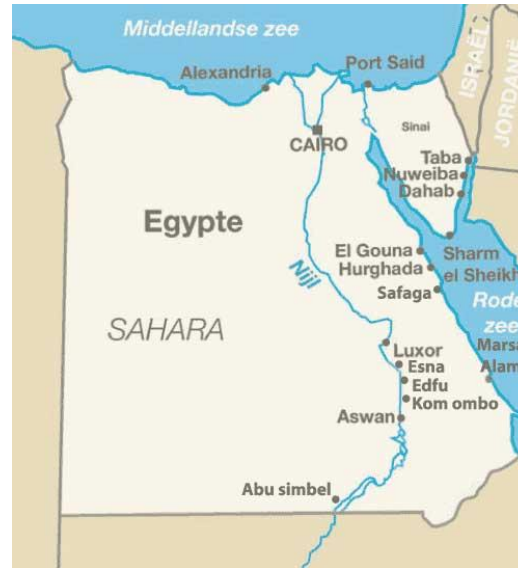 Middellandse zee
Alexandria
Port Said
ISRAËL
JORDANIË
CAIRO
Sinai
Taba
Nuweiba
Dahab
Egypte
El Gouna
Hurghada
Sharm
el Sheikh
Safaga
Nijl
Rode
zee
SAHARA
Marsa
Alam
Luxor
Esna
Edfu
Kom ombo
Aswan
Abu simbel